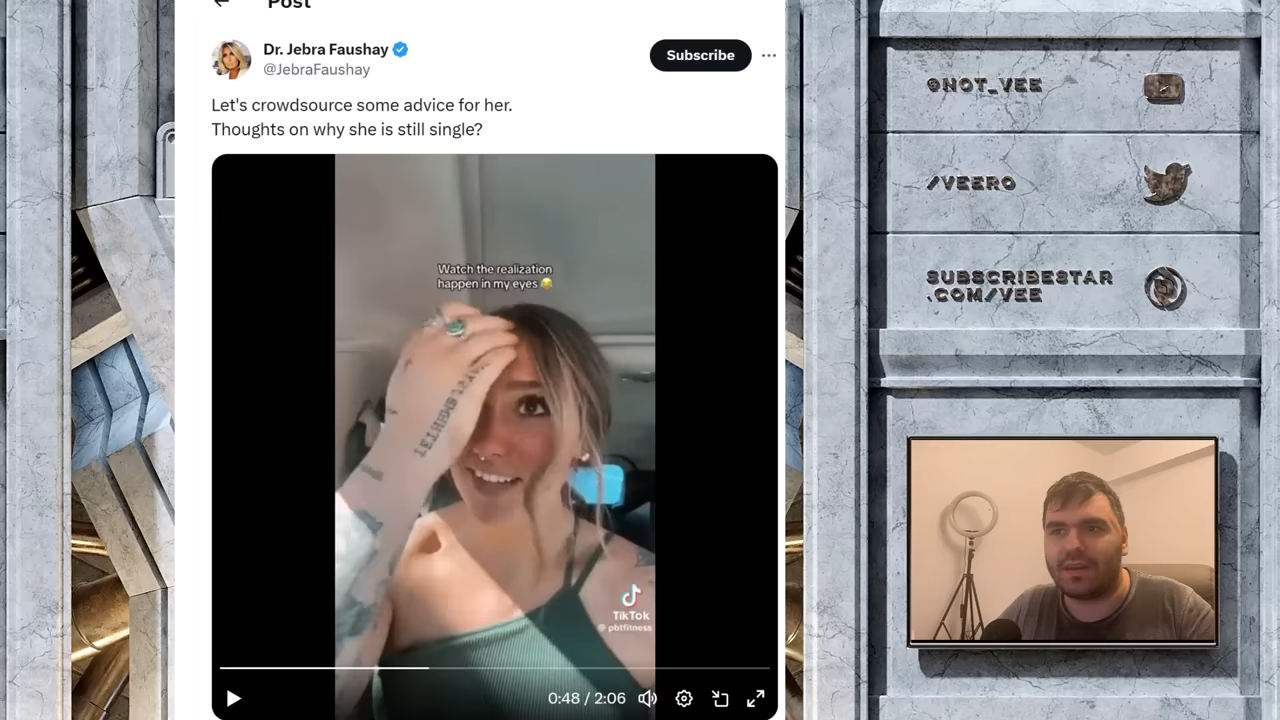 Post
Dr. Jebra Faushay
@JebraFaushay
Subscribe
Let's crowdsource some advice for her.
Thoughts on why she is still single?
Watch the realization
happen in my eyes 😂
TikTok
@ pbtfitness
0:48 / 2:06
@NOT_VEE
/VEERO
SUBSCRIBESTAR
.COM/VEE